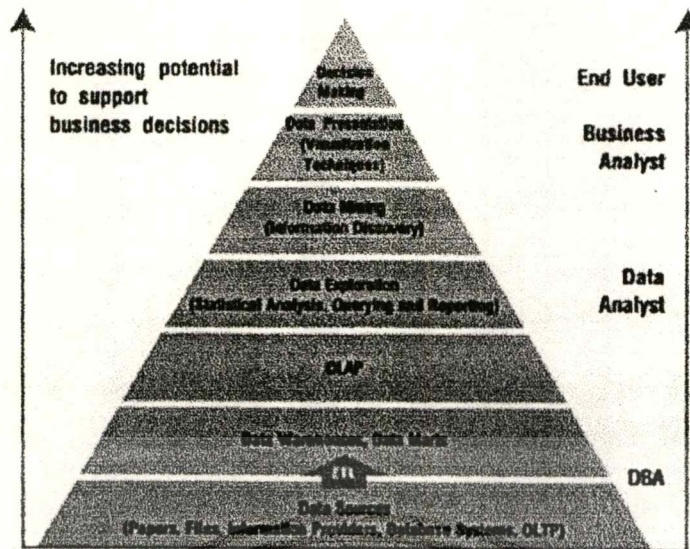 Increasing potential
to support
business decisions
End User
Business
Analyst
Data
Analyst
DBA
Decision
Making
Data Presentation
(Visualization
Techniques)
Data Mining
(Information Discovery)
Data Exploration
(Statistical Analysis, Querying and Reporting)
OLAP
Data Warehouses, Data Marts
ETL
Data Sources
(Papers, Files, Information Providers, Database Systems, OLTP)